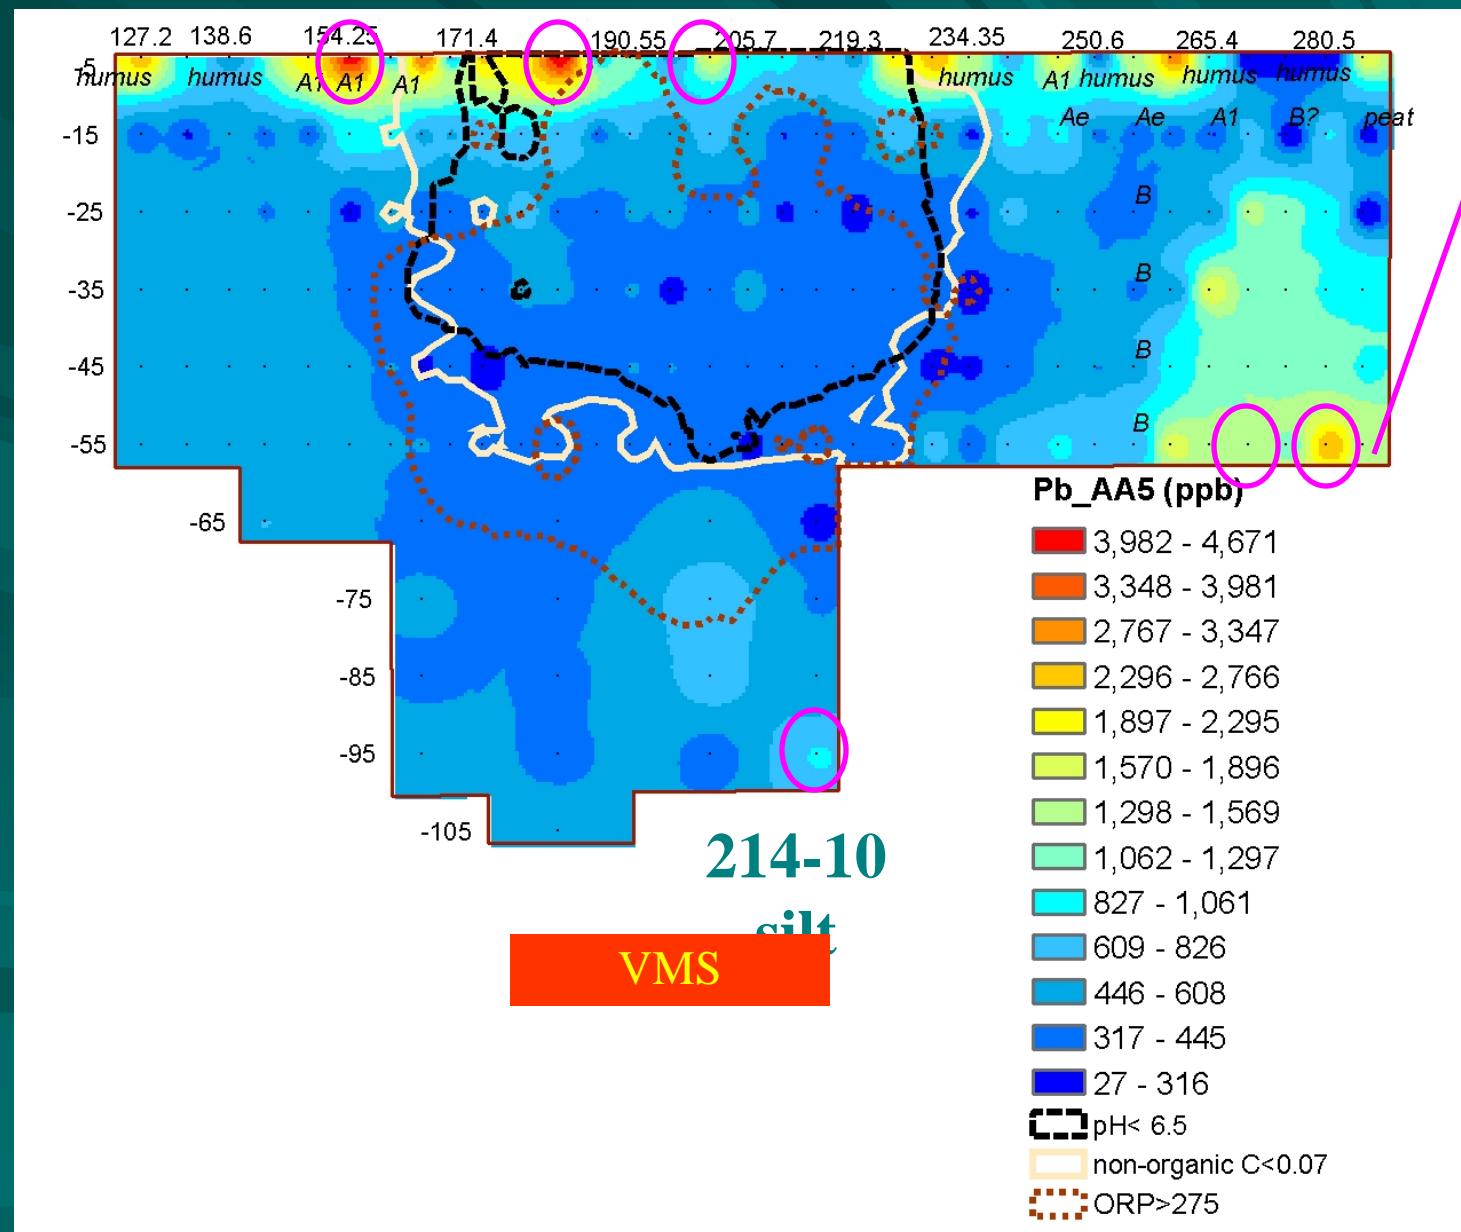 127.2 138.6 154.25 171.4 190.55 205.7 219.3 234.35 250.6 265.4 280.5
-5 humus humus A1 A1 A1 humus A1 humus humus humus
Ae Ae A1 B? peat
-15
B
-25
B
-35
B
-45
B
-55
-65
-75
-85
-95
-105
Pb_AA5 (ppb)
3,982 - 4,671
3,348 - 3,981
2,767 - 3,347
2,296 - 2,766
1,897 - 2,295
1,570 - 1,896
1,298 - 1,569
1,062 - 1,297
827 - 1,061
609 - 826
446 - 608
317 - 445
27 - 316
pH< 6.5
non-organic C<0.07
ORP>275
214-10
silt
VMS